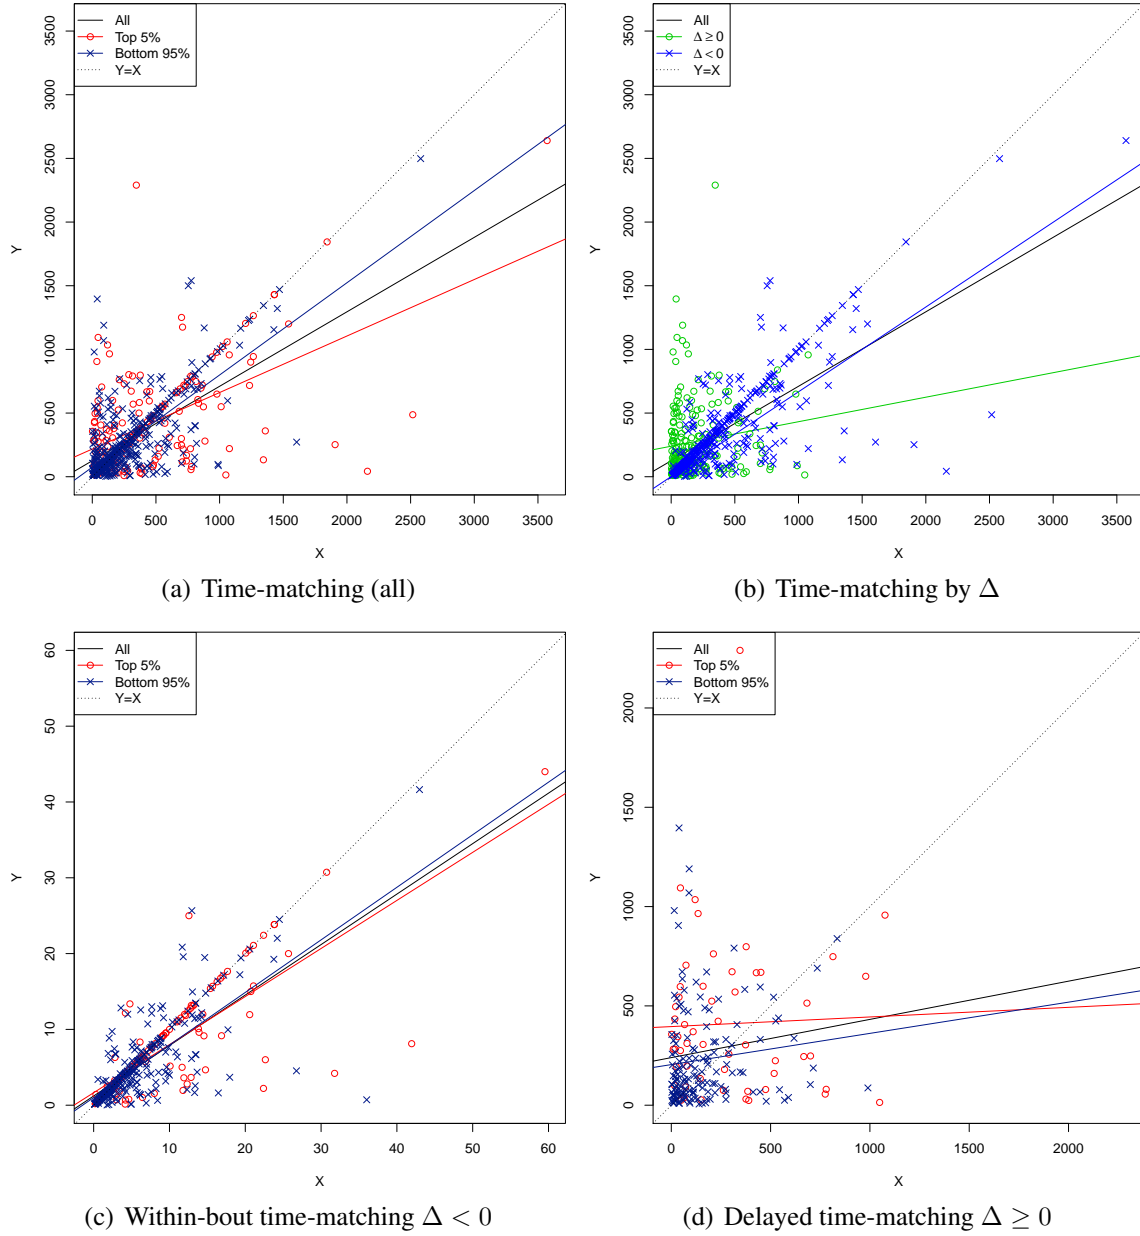 All
Top 5%
Bottom 95%
Y=X
3500
3000
2500
2000
1500
1000
500
0
Y
0 500 1000 1500 2000 2500 3000 3500
X
(a) Time-matching (all)
All
Δ ≥ 0
Δ < 0
Y=X
3500
3000
2500
2000
1500
1000
500
0
Y
0 500 1000 1500 2000 2500 3000 3500
X
(b) Time-matching by Δ
All
Top 5%
Bottom 95%
Y=X
60
50
40
30
20
10
0
Y
0 10 20 30 40 50 60
X
(c) Within-bout time-matching Δ < 0
All
Top 5%
Bottom 95%
Y=X
2000
1500
1000
500
0
Y
0 500 1000 1500 2000
X
(d) Delayed time-matching Δ ≥ 0